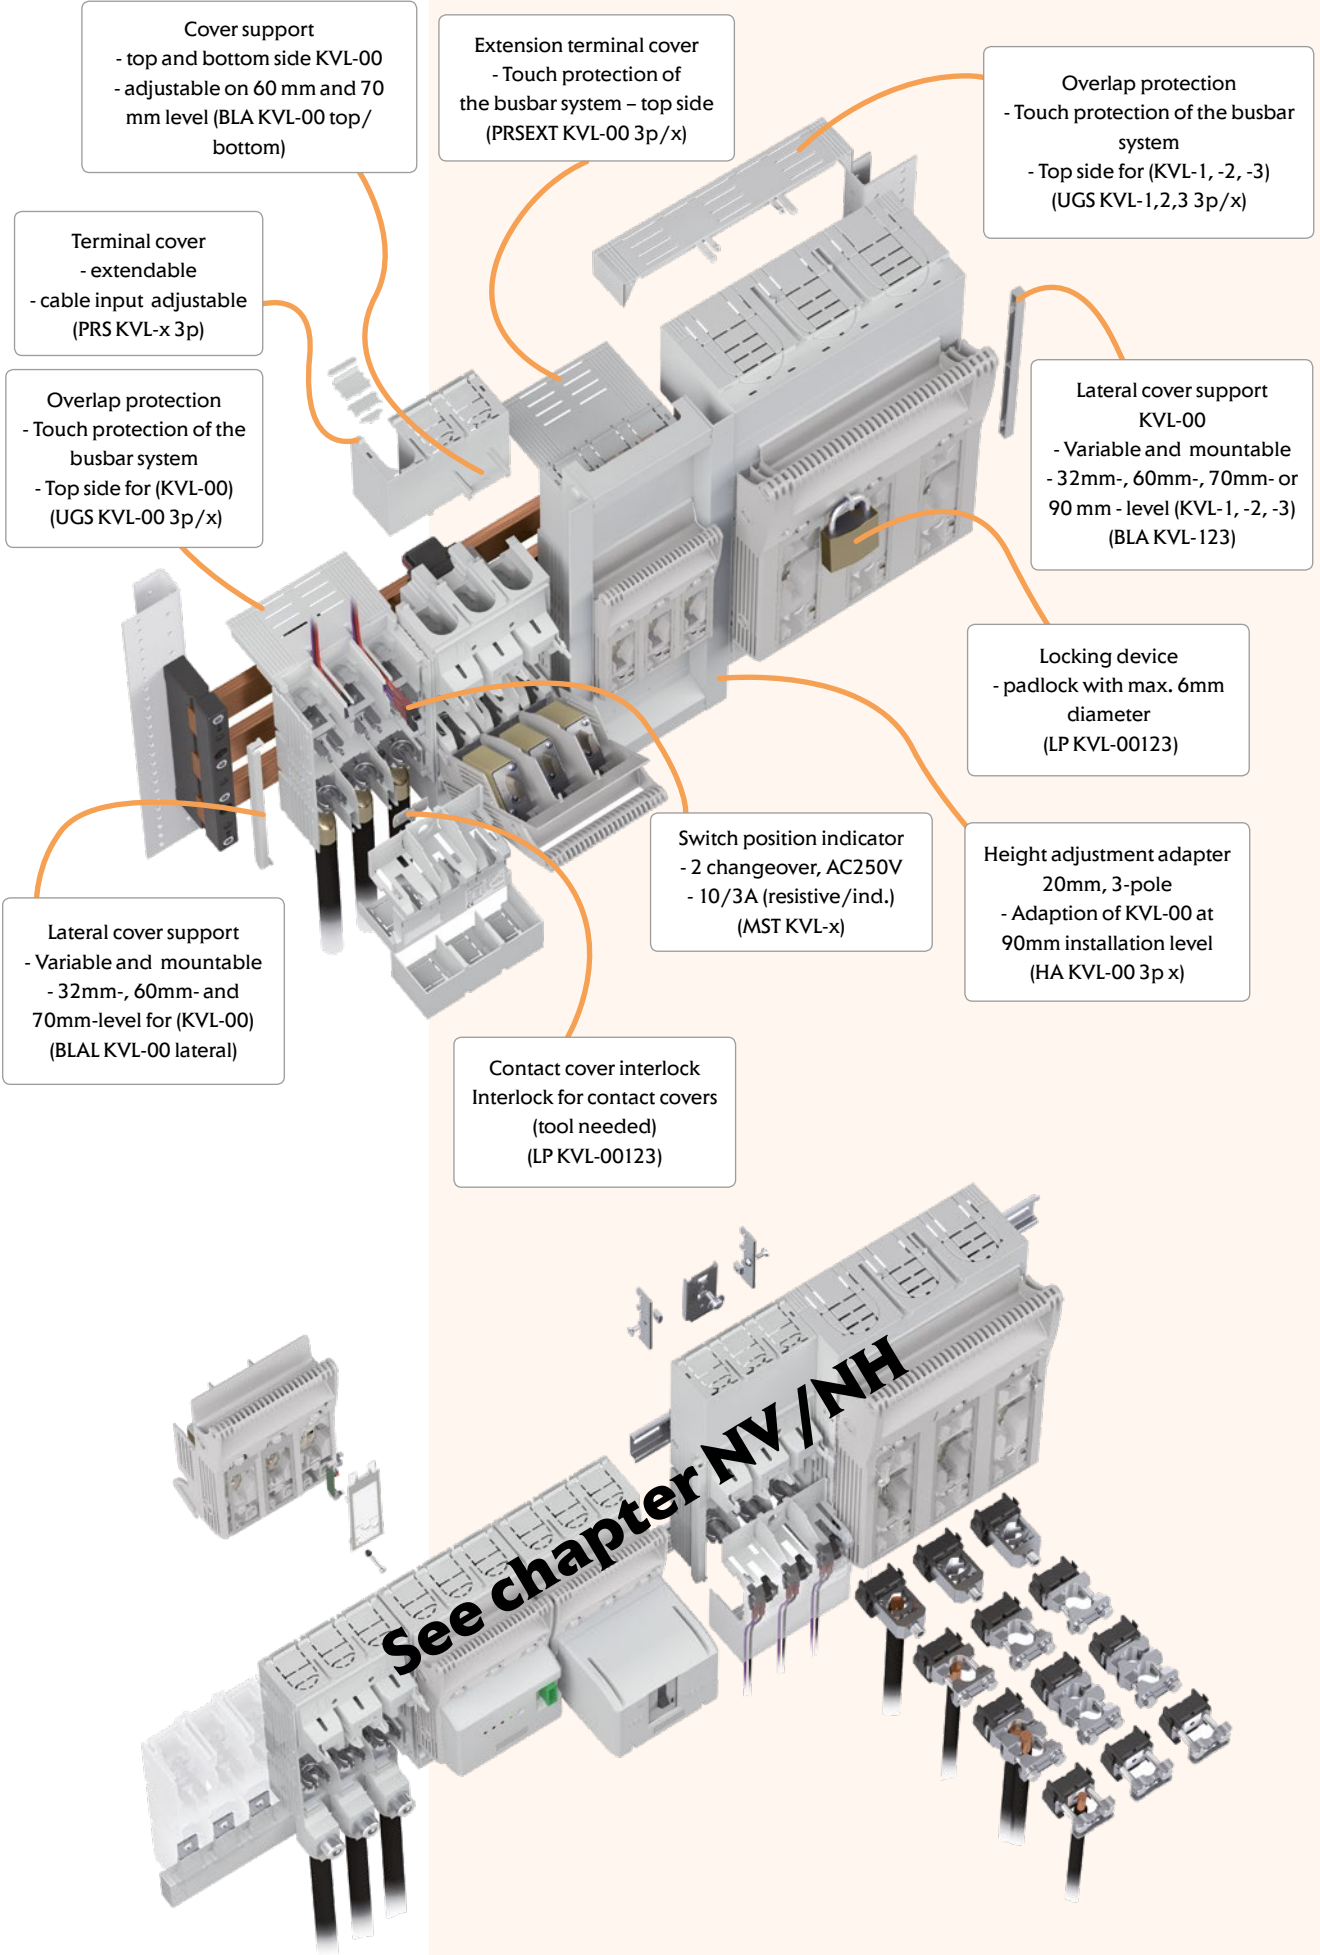 Cover support
- top and bottom side KVL-00
- adjustable on 60 mm and 70
mm level (BLA KVL-00 top/
bottom)
Extension terminal cover
- Touch protection of
the busbar system – top side
(PRSEXT KVL-00 3p/x)
Overlap protection
- Touch protection of the busbar
system
- Top side for (KVL-1, -2, -3)
(UGS KVL-1,2,3 3p/x)
Terminal cover
- extendable
- cable input adjustable
(PRS KVL-x 3p)
Overlap protection
- Touch protection of the
busbar system
- Top side for (KVL-00)
(UGS KVL-00 3p/x)
Lateral cover support
KVL-00
- Variable and mountable
- 32mm-, 60mm-, 70mm- or
90 mm - level (KVL-1, -2, -3)
(BLA KVL-123)
Locking device
- padlock with max. 6mm
diameter
(LP KVL-00123)
Switch position indicator
- 2 changeover, AC250V
- 10/3A (resistive/ind.)
(MST KVL-x)
Height adjustment adapter
20mm, 3-pole
- Adaption of KVL-00 at
90mm installation level
(HA KVL-00 3p x)
Lateral cover support
- Variable and mountable
- 32mm-, 60mm- and
70mm-level for (KVL-00)
(BLAL KVL-00 lateral)
Contact cover interlock
Interlock for contact covers
(tool needed)
(LP KVL-00123)
See chapter NV/NH